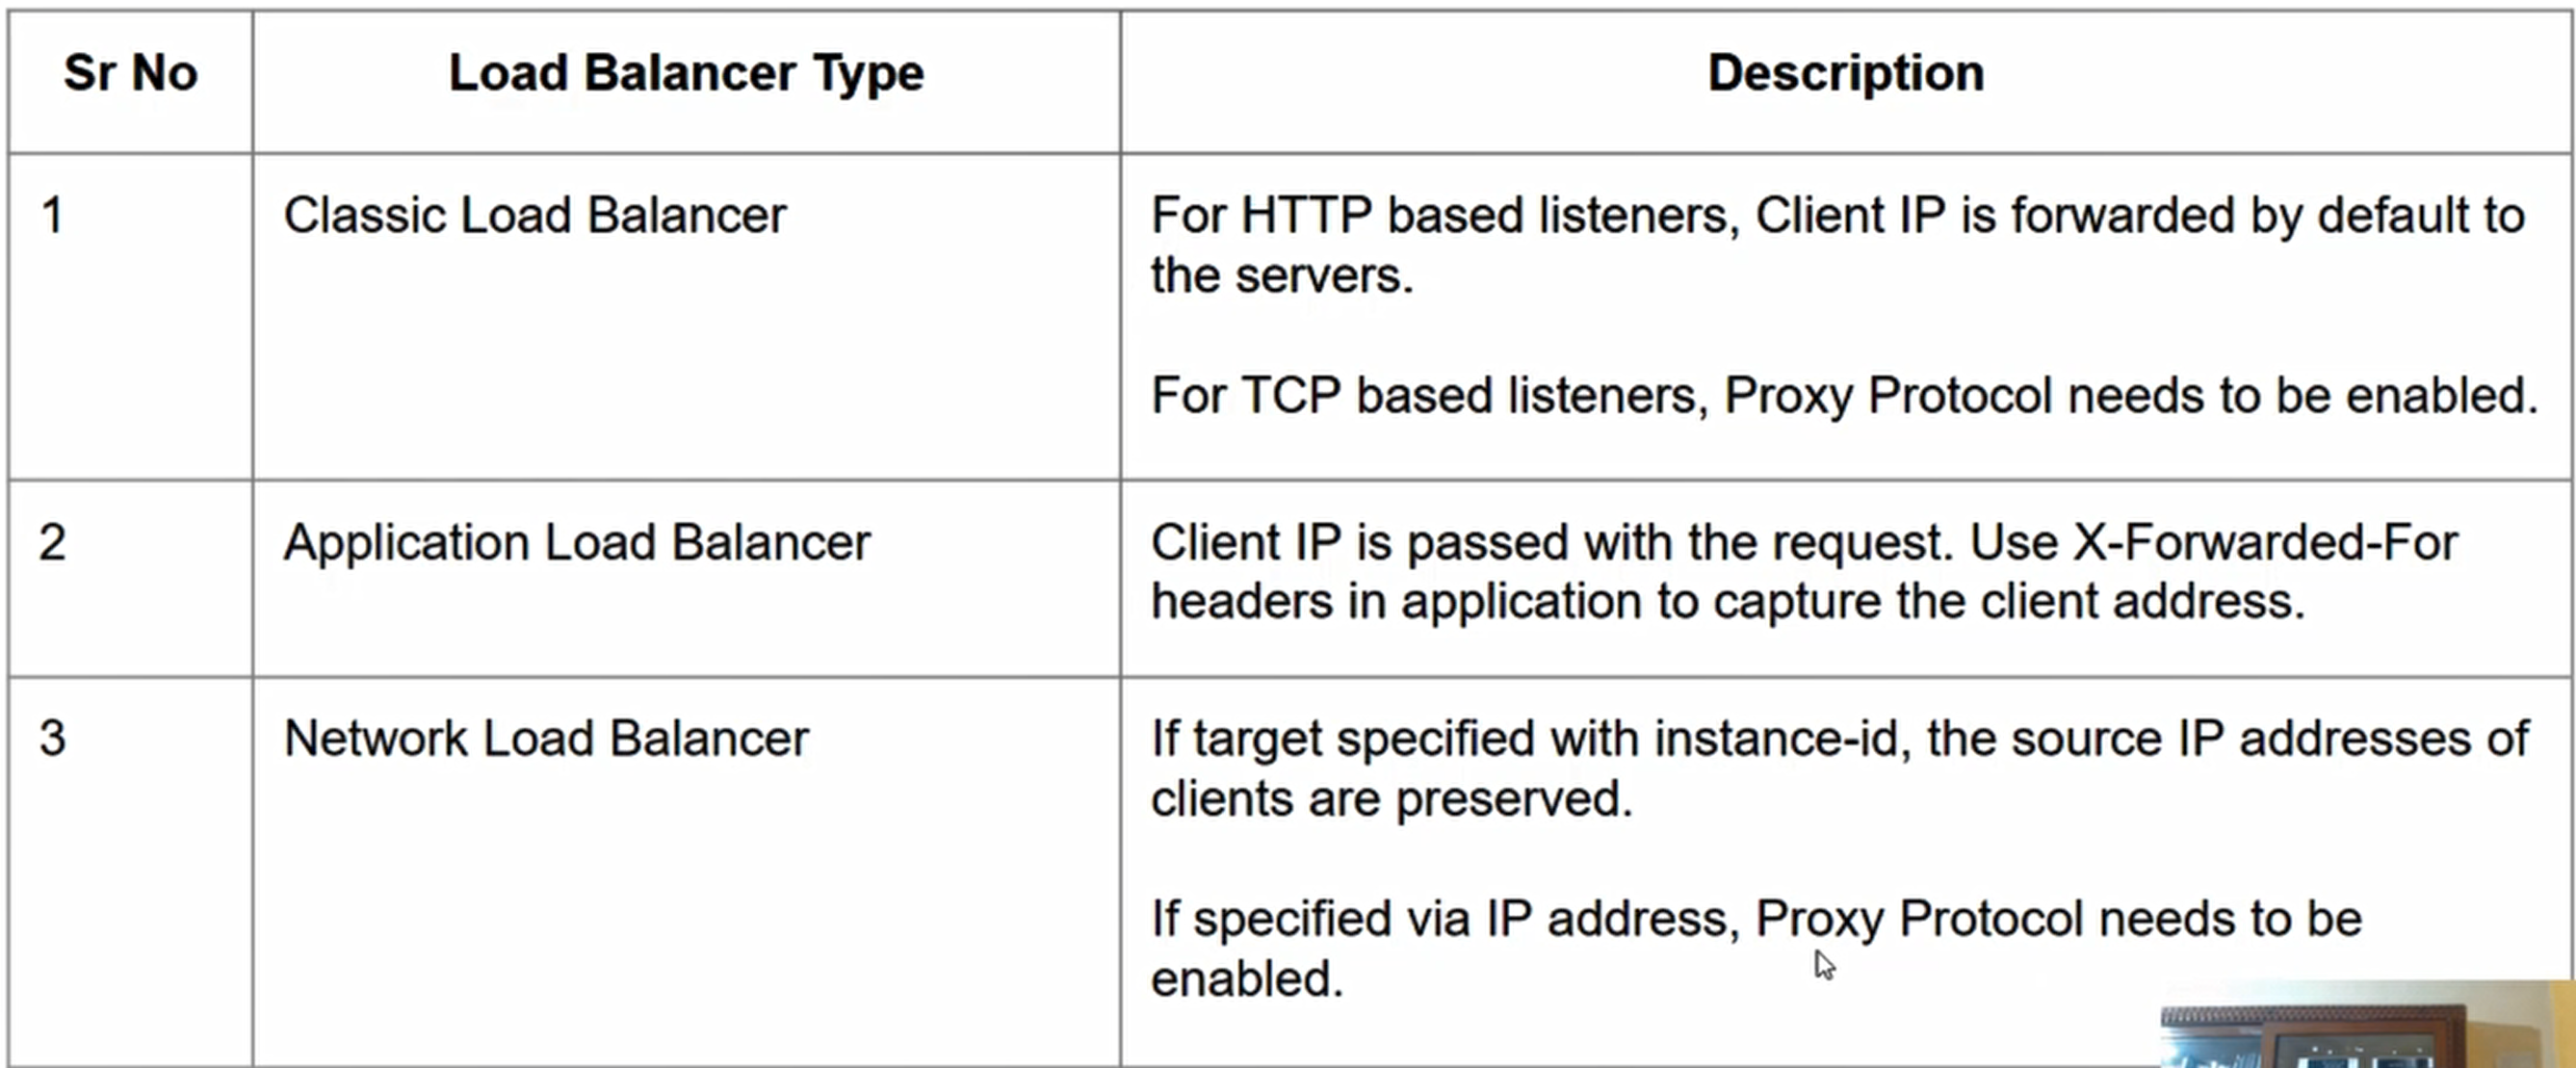 Sr No
Load Balancer Type
Description
1
Classic Load Balancer
For HTTP based listeners, Client IP is forwarded by default to
the servers.
For TCP based listeners, Proxy Protocol needs to be enabled.
2
Application Load Balancer
Client IP is passed with the request. Use X-Forwarded-For
headers in application to capture the client address.
3
Network Load Balancer
If target specified with instance-id, the source IP addresses of
clients are preserved.
If specified via IP address, Proxy Protocol needs to be
enabled.